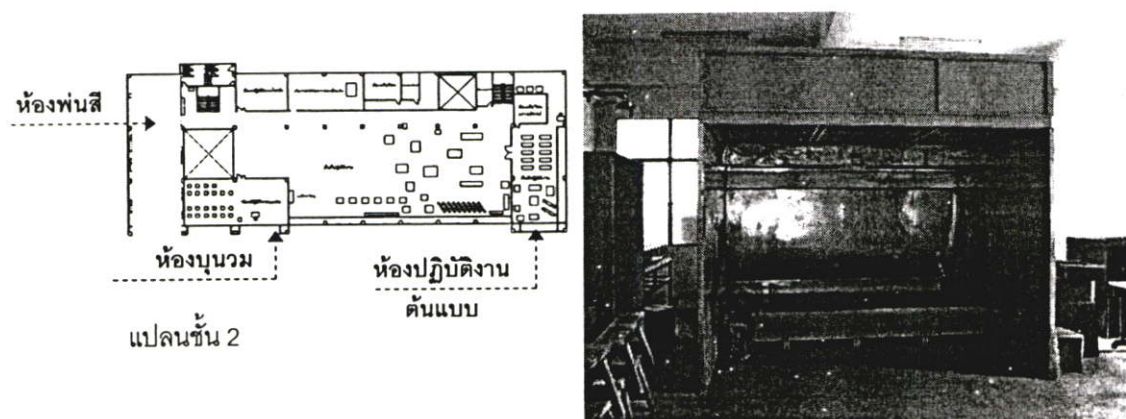 ห้องพ่นสี
ห้องบุนวม
ห้องปฏิบัติงาน
ต้นแบบ
แปลนชั้น 2